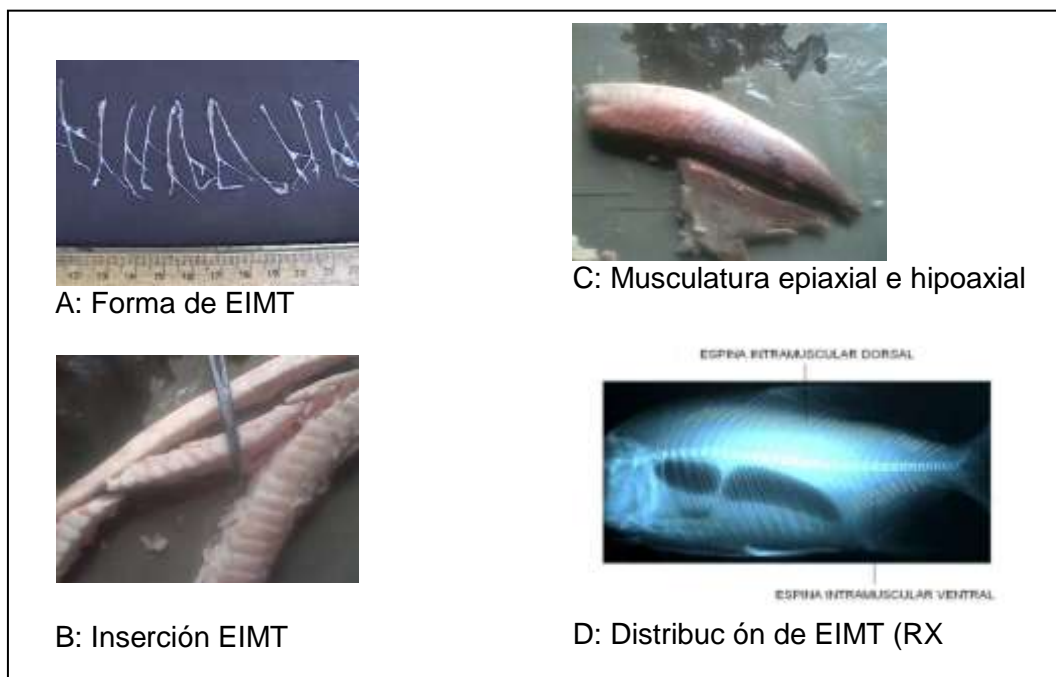 A: Forma de EIMT
C: Musculatura epiaxial e hipoaxial
ESPINA INTRAMUSCULAR DORSAL
ESPINA INTRAMUSCULAR VENTRAL
B: Inserción EIMT
D: Distribuc ón de EIMT (RX